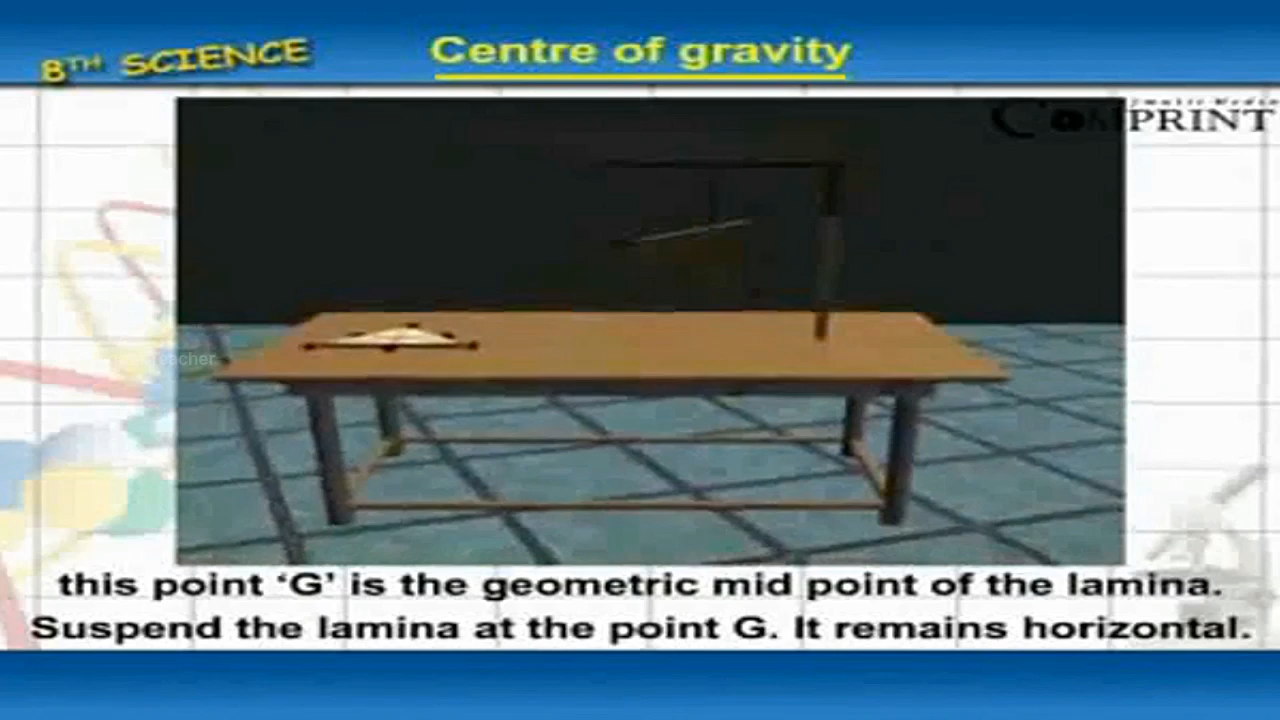 8TH SCIENCE
Centre of gravity
COMPRINT
this point ‘G’ is the geometric mid point of the lamina.
Suspend the lamina at the point G. It remains horizontal.